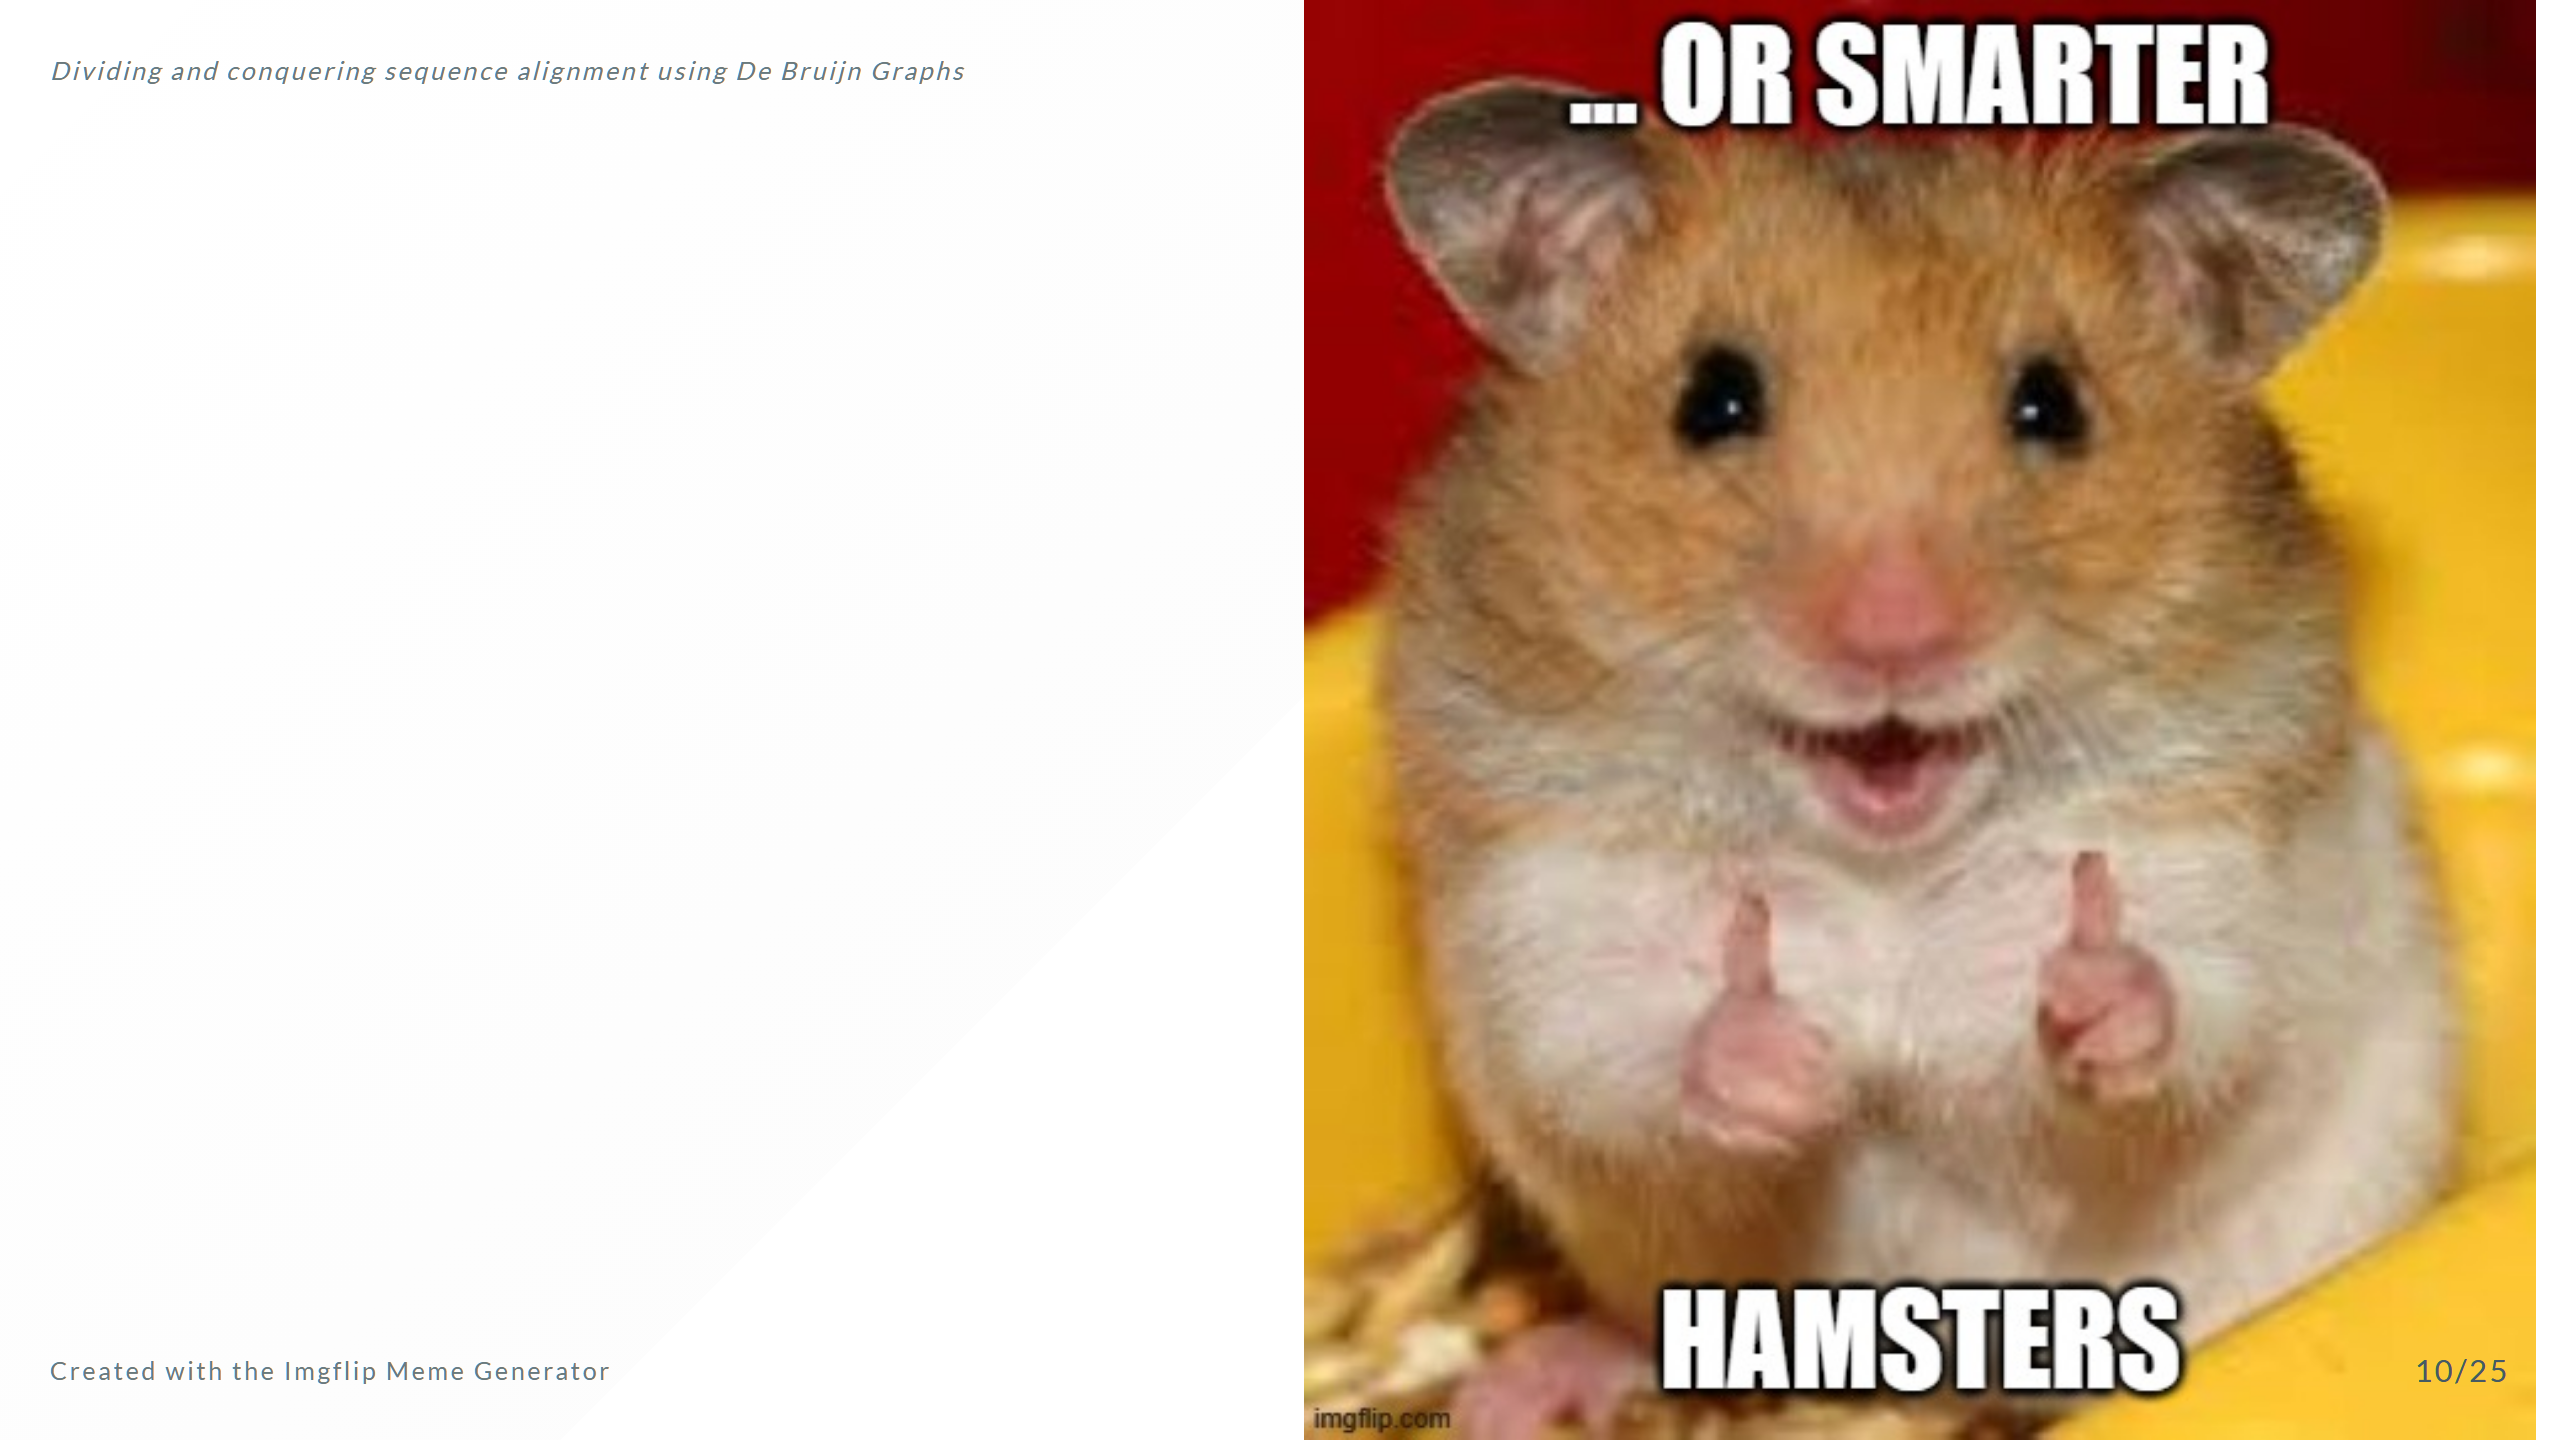 Dividing and conquering sequence alignment using De Bruijn Graphs
... OR SMARTER
HAMSTERS
Created with the Imgflip Meme Generator
10/25
imgflip.com